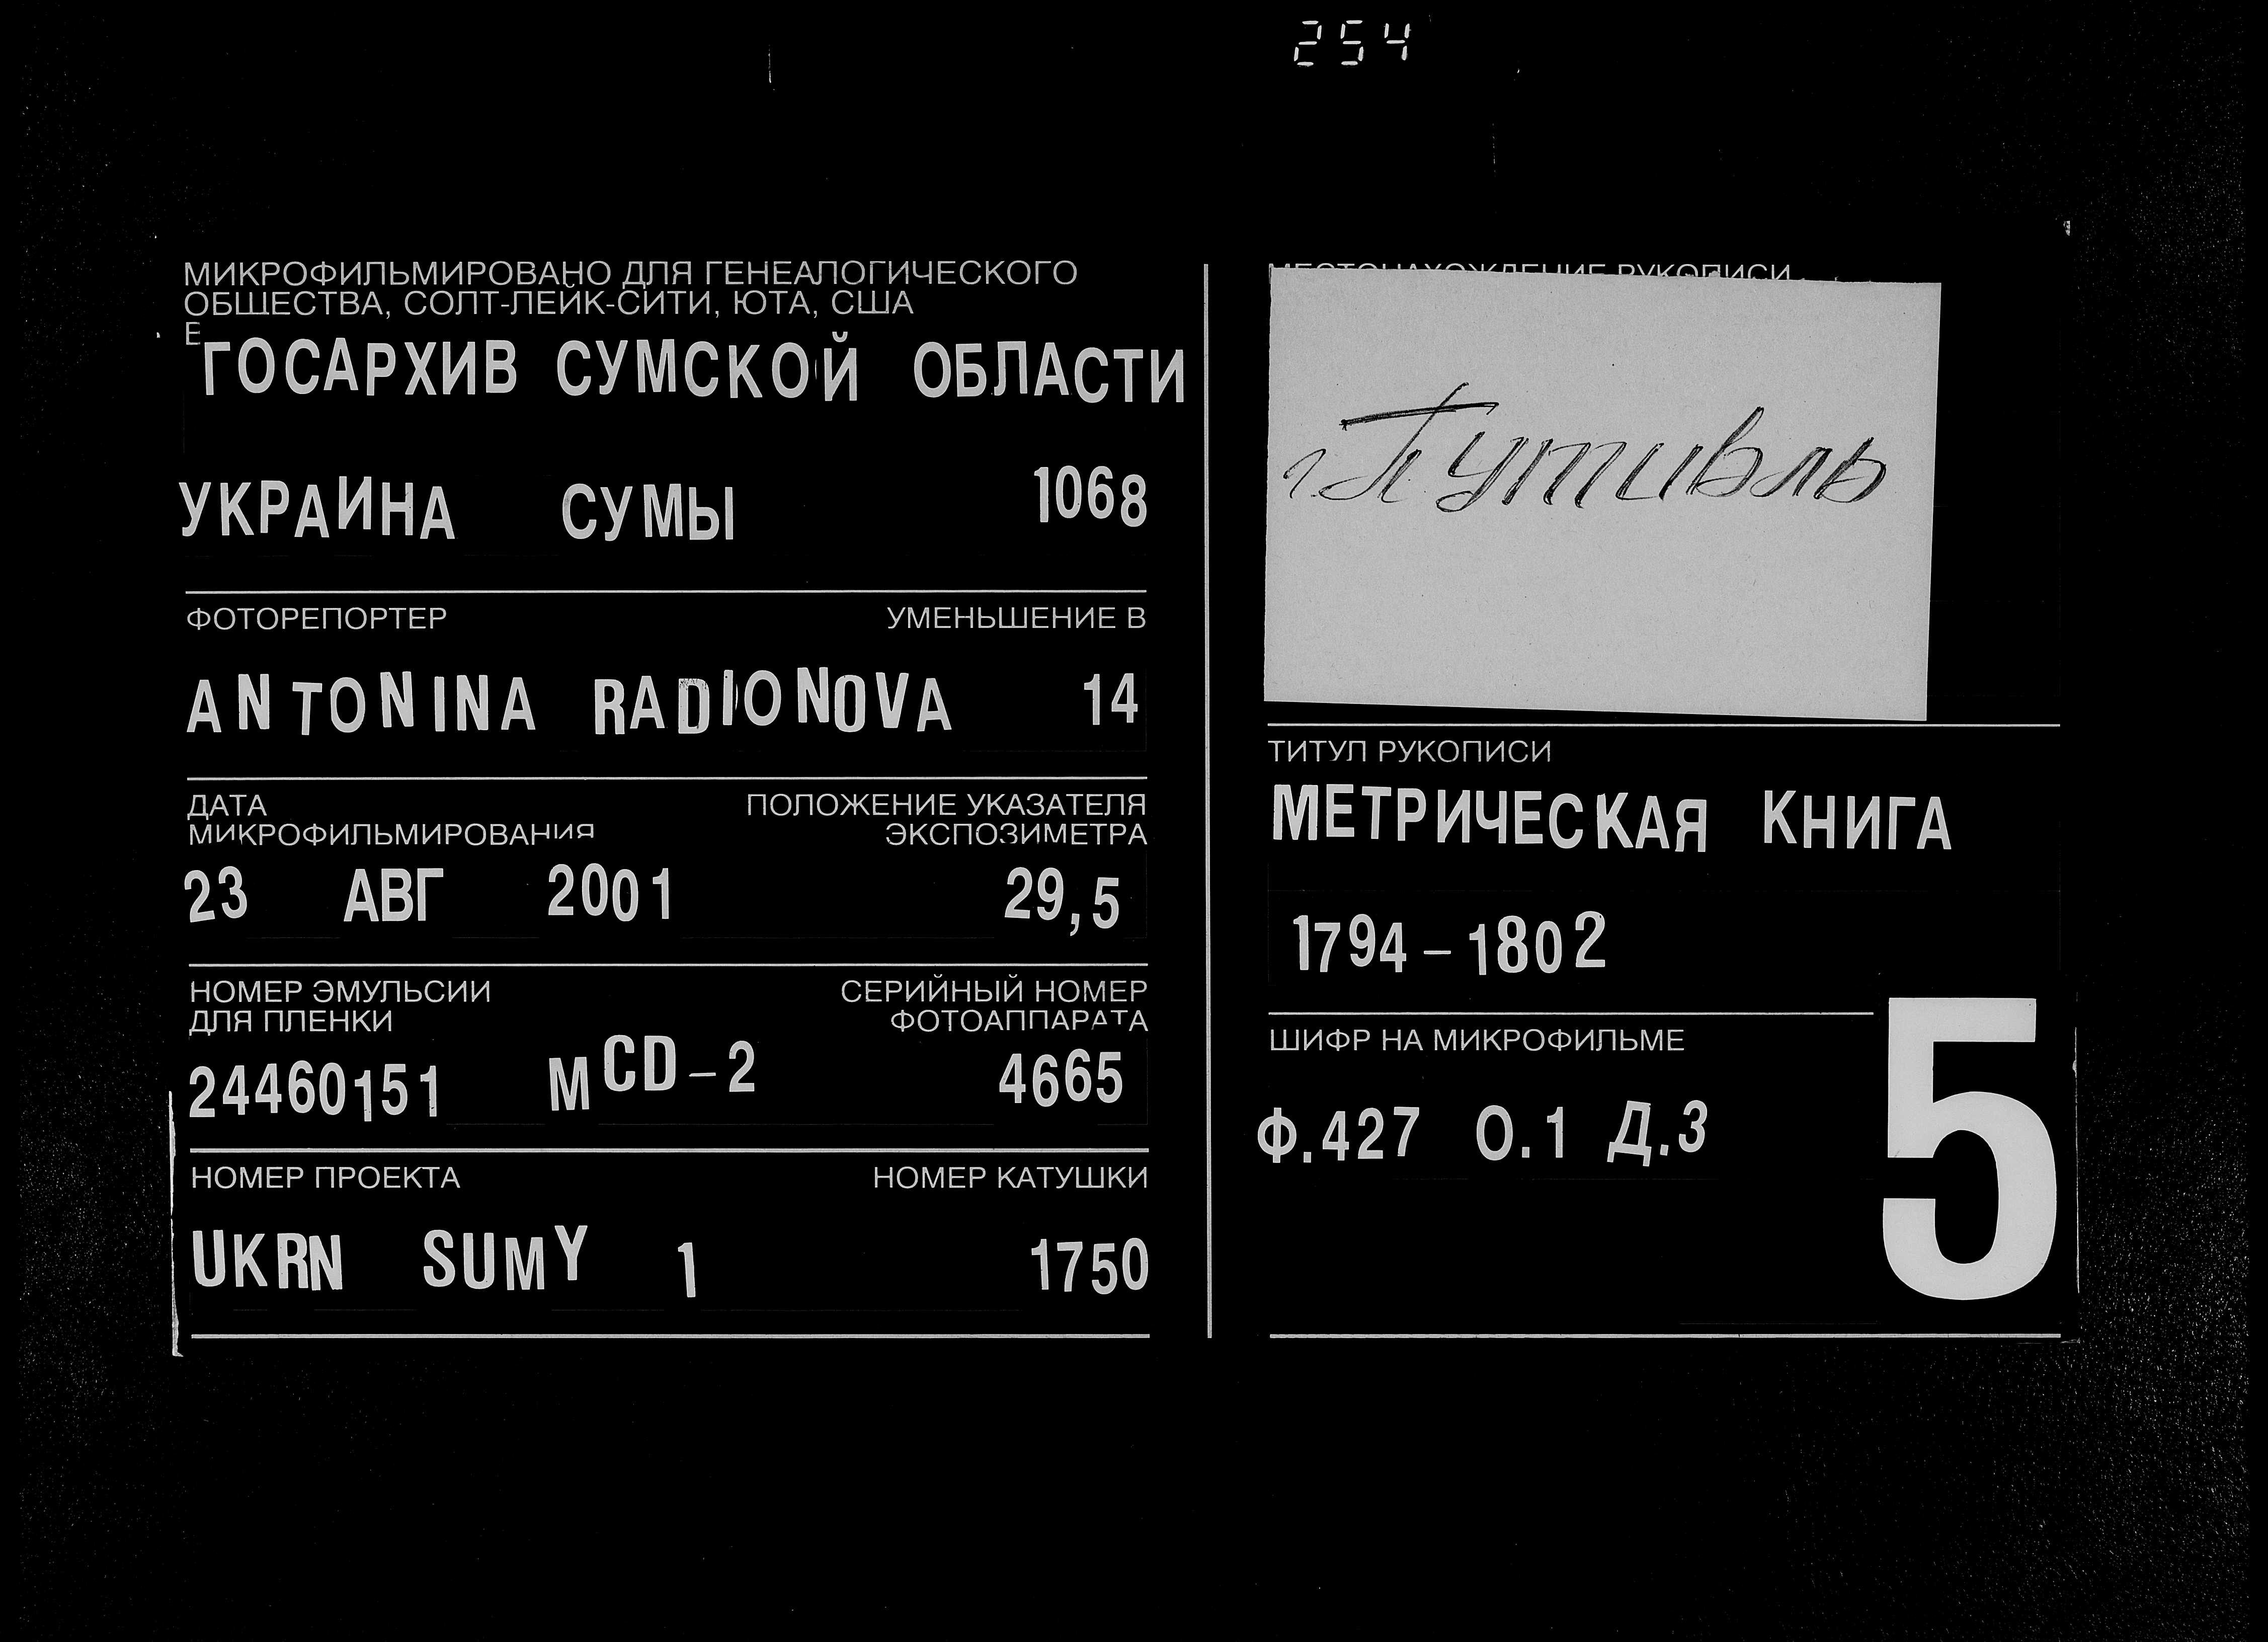 254
МИКРОФИЛЬМИРОВАНО ДЛЯ ГЕНЕАЛОГИЧЕСКОГО
ОБЩЕСТВА, СОЛТ-ЛЕЙК-СИТИ, ЮТА, США
Е
ГОСАРХИВ СУМСКОЙ ОБЛАСТИ
УКРАИНА СУМЫ 1068
ФОТОРЕПОРТЕР УМЕНЬШЕНИЕ В
ANTONINA RADIONOVA 14
ДАТА ПОЛОЖЕНИЕ УКАЗАТЕЛЯ
МИКРОФИЛЬМИРОВАНИЯ ЭКСПОЗИМЕТРА
23 АВГ 2001 29,5
НОМЕР ЭМУЛЬСИИ СЕРИЙНЫЙ НОМЕР
ДЛЯ ПЛЕНКИ ФОТОАППАРАТА
24460151 MCD-2 4665
НОМЕР ПРОЕКТА НОМЕР КАТУШКИ
UKRN SUMY 1 1750
МЕСТОНАХОЖДЕНИЕ РУКОПИСИ
г. Путивль
ТИТУЛ РУКОПИСИ
МЕТРИЧЕСКАЯ КНИГА
1794-1802
ШИФР НА МИКРОФИЛЬМЕ
Ф.427 О.1 Д.3
5